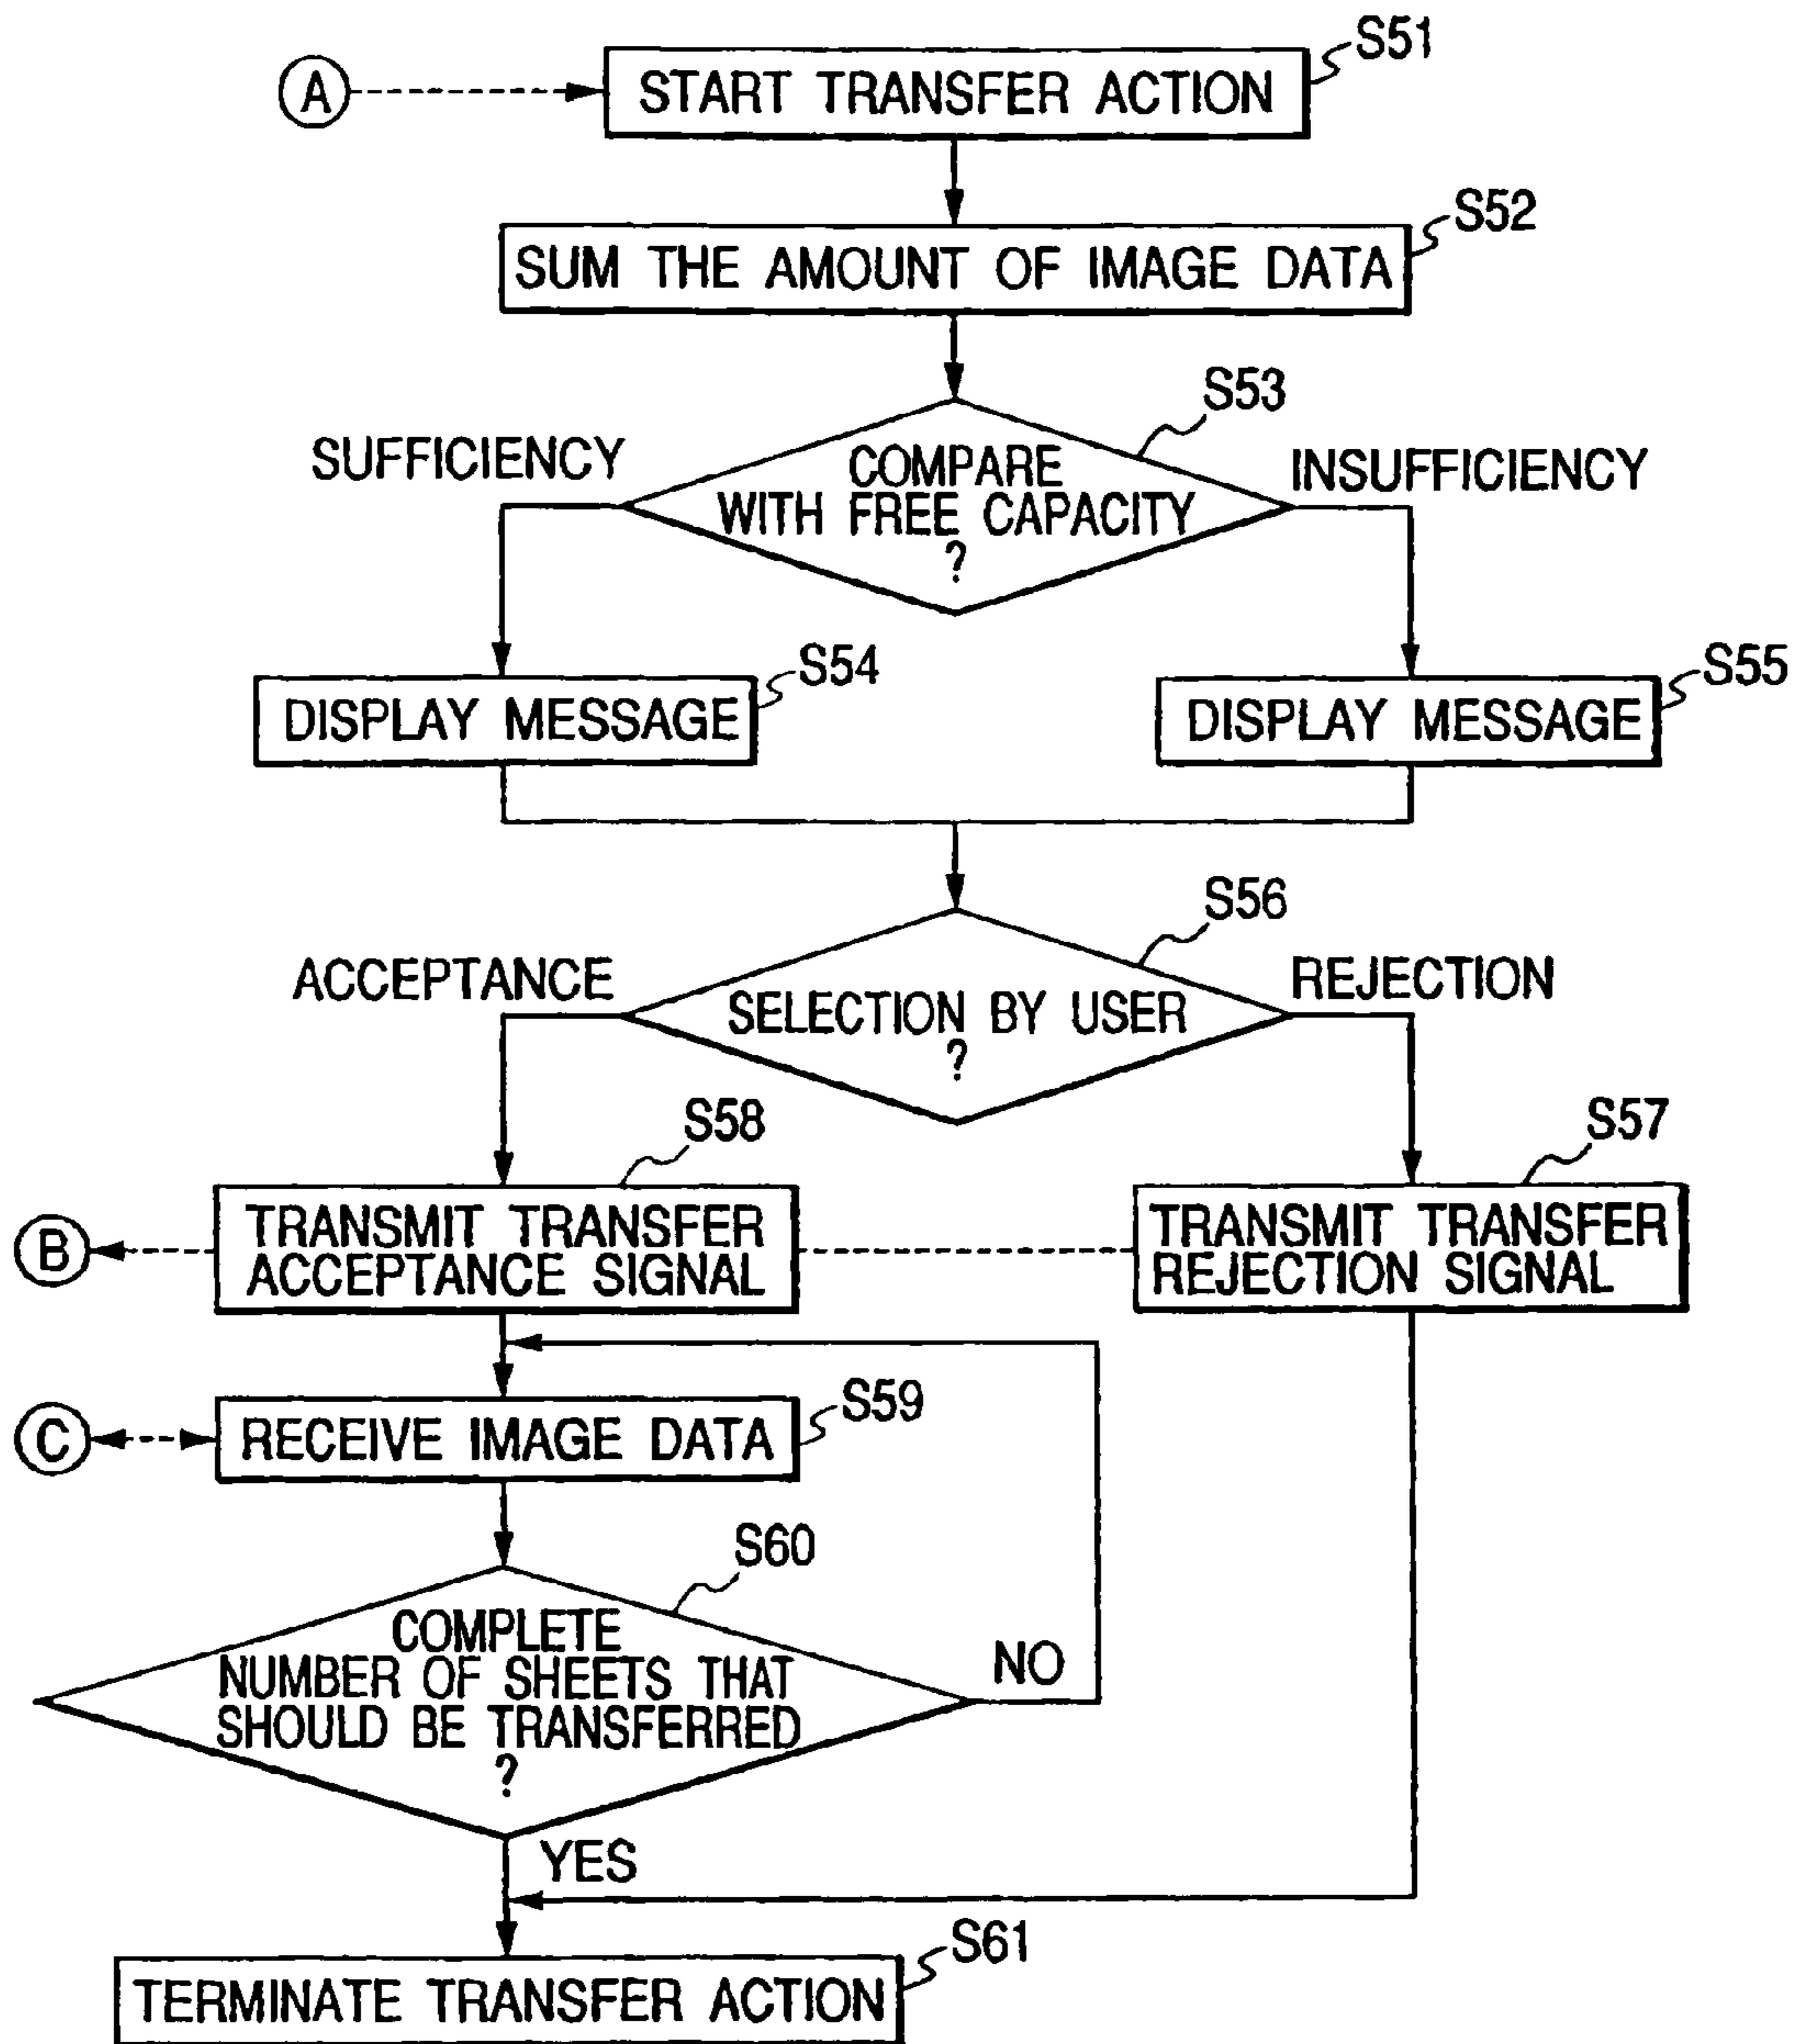 S51
A
START TRANSFER ACTION
S52
SUM THE AMOUNT OF IMAGE DATA
S53
SUFFICIENCY
COMPARE
WITH FREE CAPACITY
?
INSUFFICIENCY
S54
DISPLAY MESSAGE
S55
DISPLAY MESSAGE
S56
ACCEPTANCE
SELECTION BY USER
?
REJECTION
S58
S57
B
TRANSMIT TRANSFER
ACCEPTANCE SIGNAL
TRANSMIT TRANSFER
REJECTION SIGNAL
C
RECEIVE IMAGE DATA
S59
S60
COMPLETE
NUMBER OF SHEETS THAT
SHOULD BE TRANSFERRED
?
NO
YES
S61
TERMINATE TRANSFER ACTION